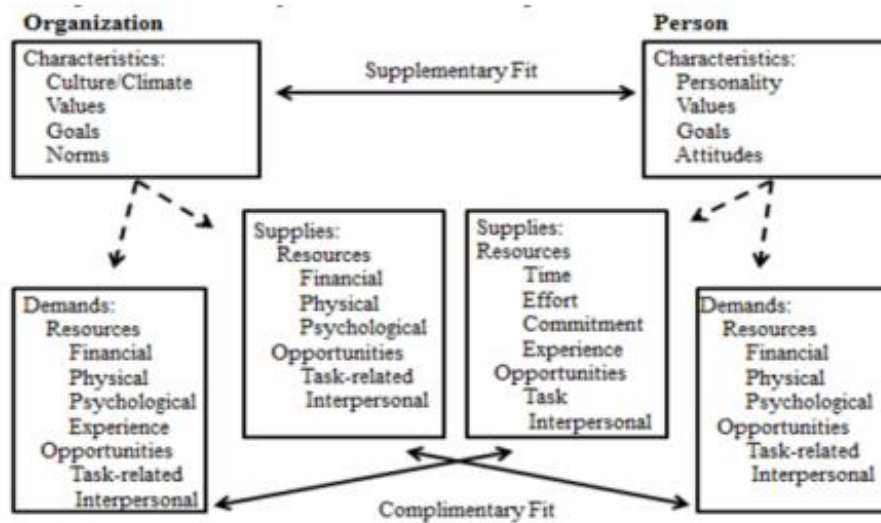 Organization
Person
Characteristics:
Culture/Climate
Values
Goals
Norms
Supplementary Fit
Characteristics:
Personality
Values
Goals
Attitudes
Demands:
Resources
Financial
Physical
Psychological
Experience
Opportunities
Task-related
Interpersonal
Supplies:
Resources
Financial
Physical
Psychological
Opportunities
Task-related
Interpersonal
Supplies:
Resources
Time
Effort
Commitment
Experience
Opportunities
Task
Interpersonal
Demands:
Resources
Financial
Physical
Psychological
Opportunities
Task-related
Interpersonal
Complimentary Fit